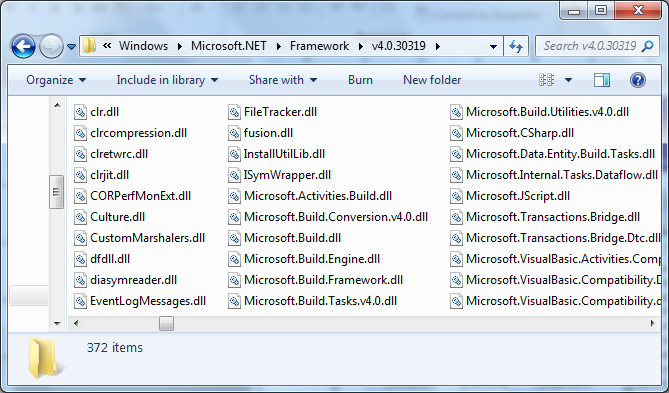 « Windows ▸ Microsoft.NET ▸ Framework ▸ v4.0.30319 ▸
Search v4.0.30319
Organize Include in library Share with Burn New folder
clr.dll
clrcompression.dll
clretwrc.dll
clrjit.dll
CORPerfMonExt.dll
Culture.dll
CustomMarshalers.dll
dfdll.dll
diasymreader.dll
EventLogMessages.dll
FileTracker.dll
fusion.dll
InstallUtilLib.dll
ISymWrapper.dll
Microsoft.Activities.Build.dll
Microsoft.Build.Conversion.v4.0.dll
Microsoft.Build.dll
Microsoft.Build.Engine.dll
Microsoft.Build.Framework.dll
Microsoft.Build.Tasks.v4.0.dll
Microsoft.Build.Utilities.v4.0.dll
Microsoft.CSharp.dll
Microsoft.Data.Entity.Build.Tasks.dll
Microsoft.Internal.Tasks.Dataflow.dll
Microsoft.JScript.dll
Microsoft.Transactions.Bridge.dll
Microsoft.Transactions.Bridge.Dtc.dll
Microsoft.VisualBasic.Activities.Comp
Microsoft.VisualBasic.Compatibility.D
Microsoft.VisualBasic.Compatibility.d
372 items